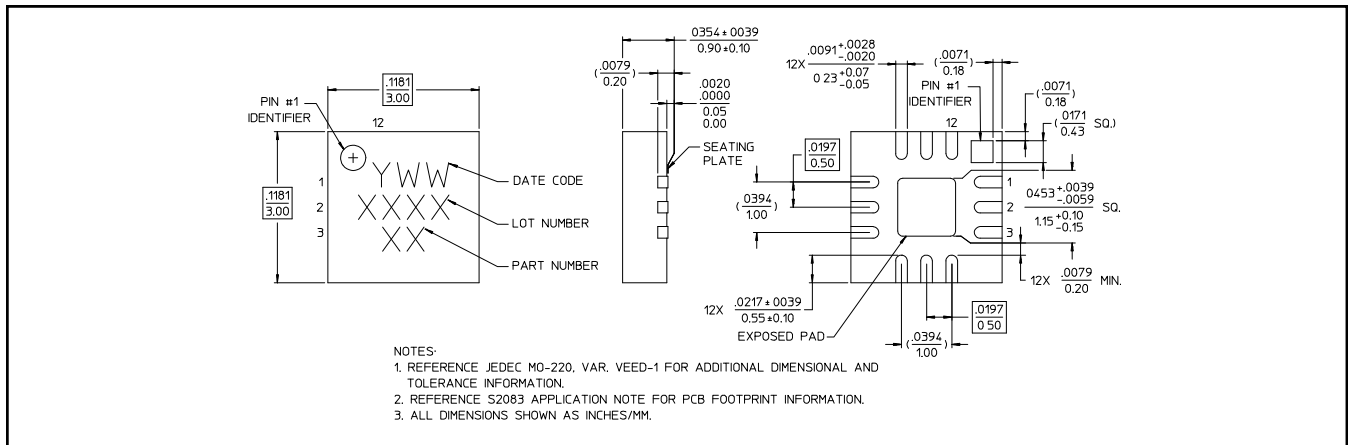 .1181
3.00
PIN #1
IDENTIFIER
12
.1181
3.00
1
2
3
YWW
XXXX
XX
DATE CODE
LOT NUMBER
PART NUMBER
.0354±.0039
0.90±0.10
(.0079
0.20)
.0020
.0000
0.05
0.00
SEATING
PLATE
12X .0091 +.0028 -.0020
0.23 +0.07 -0.05
(.0071
0.18)
PIN #1
IDENTIFIER
12
(.0071
0.18)
(.0171
0.43 SQ.)
.0197
0.50
(.0394
1.00)
1
2
3
.0453 +.0039 -.0059
1.15 +0.10 -0.15 SQ.
12X .0079
0.20 MIN.
12X .0217±.0039
0.55±0.10
EXPOSED PAD
(.0394
1.00)
.0197
0.50
NOTES:
1. REFERENCE JEDEC MO-220, VAR. VEED-1 FOR ADDITIONAL DIMENSIONAL AND
TOLERANCE INFORMATION.
2. REFERENCE S2083 APPLICATION NOTE FOR PCB FOOTPRINT INFORMATION.
3. ALL DIMENSIONS SHOWN AS INCHES/MM.